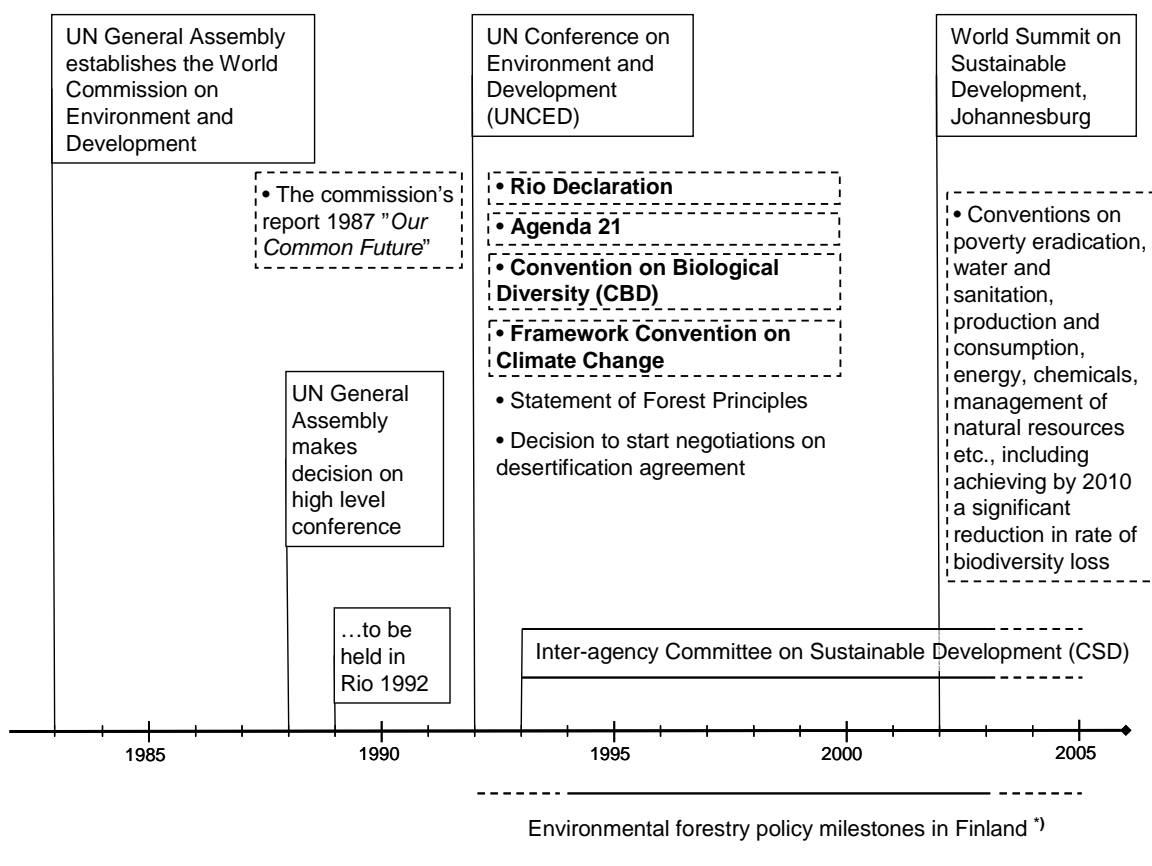 UN General Assembly
establishes the World
Commission on
Environment and
Development
UN Conference on
Environment and
Development
(UNCED)
World Summit on
Sustainable
Development,
Johannesburg
• The commission’s
report 1987 ”Our
Common Future”
• Rio Declaration
• Agenda 21
• Convention on Biological
Diversity (CBD)
• Framework Convention on
Climate Change
• Statement of Forest Principles
• Decision to start negotiations on
desertification agreement
• Conventions on
poverty eradication,
water and
sanitation,
production and
consumption,
energy, chemicals,
management of
natural resources
etc., including
achieving by 2010
a significant
reduction in rate of
biodiversity loss
UN General
Assembly
makes
decision on
high level
conference
…to be
held in
Rio 1992
Inter-agency Committee on Sustainable Development (CSD)
1985
1990
1995
2000
2005
Environmental forestry policy milestones in Finland *)